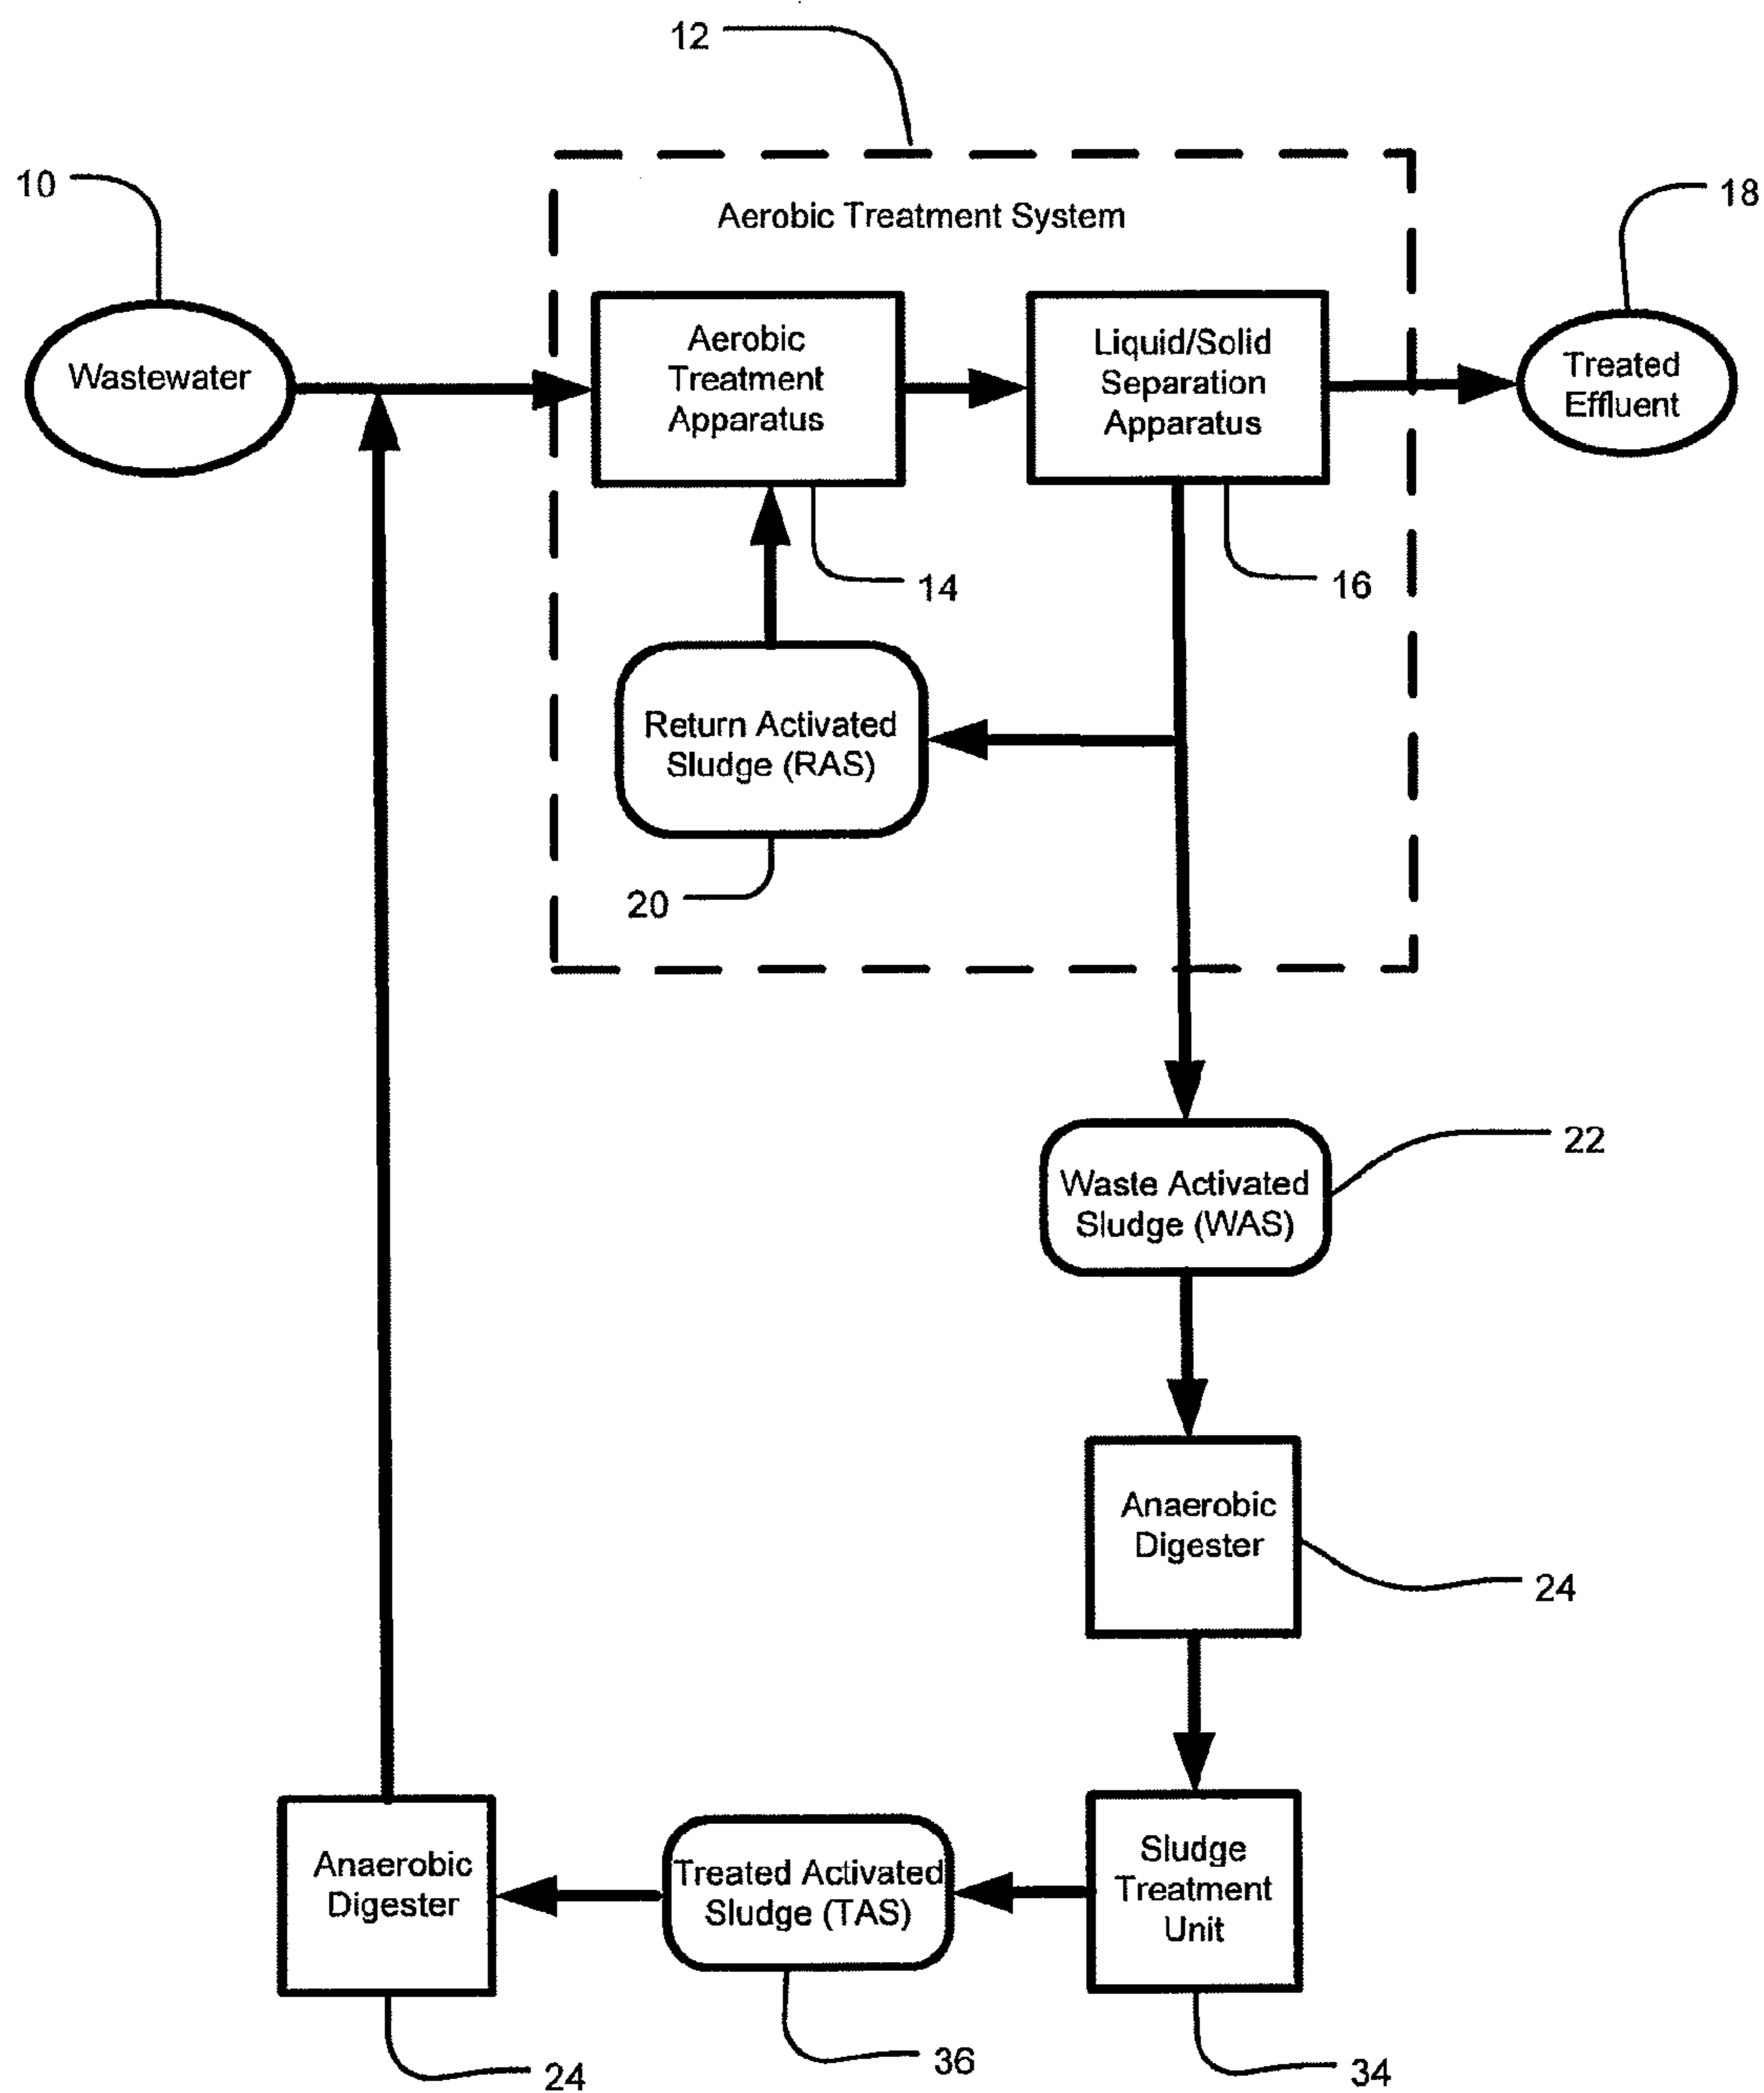 12
10
18
Aerobic Treatment System
Wastewater
Aerobic
Treatment
Apparatus
Liquid/Solid
Separation
Apparatus
Treated
Effluent
14
16
Return Activated
Sludge (RAS)
20
22
Waste Activated
Sludge (WAS)
Anaerobic
Digester
24
Sludge
Treatment
Unit
Treated Activated
Sludge (TAS)
Anaerobic
Digester
24
36
34